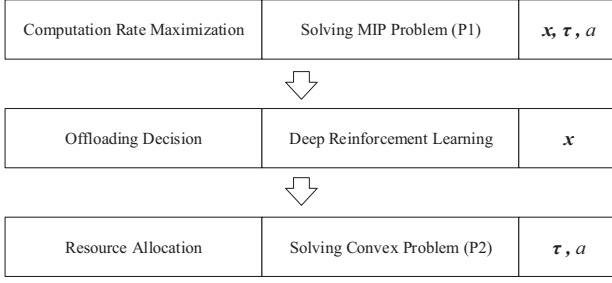 Computation Rate Maximization Solving MIP Problem (P1) x, τ , a
Offloading Decision Deep Reinforcement Learning x
Resource Allocation Solving Convex Problem (P2) τ , a